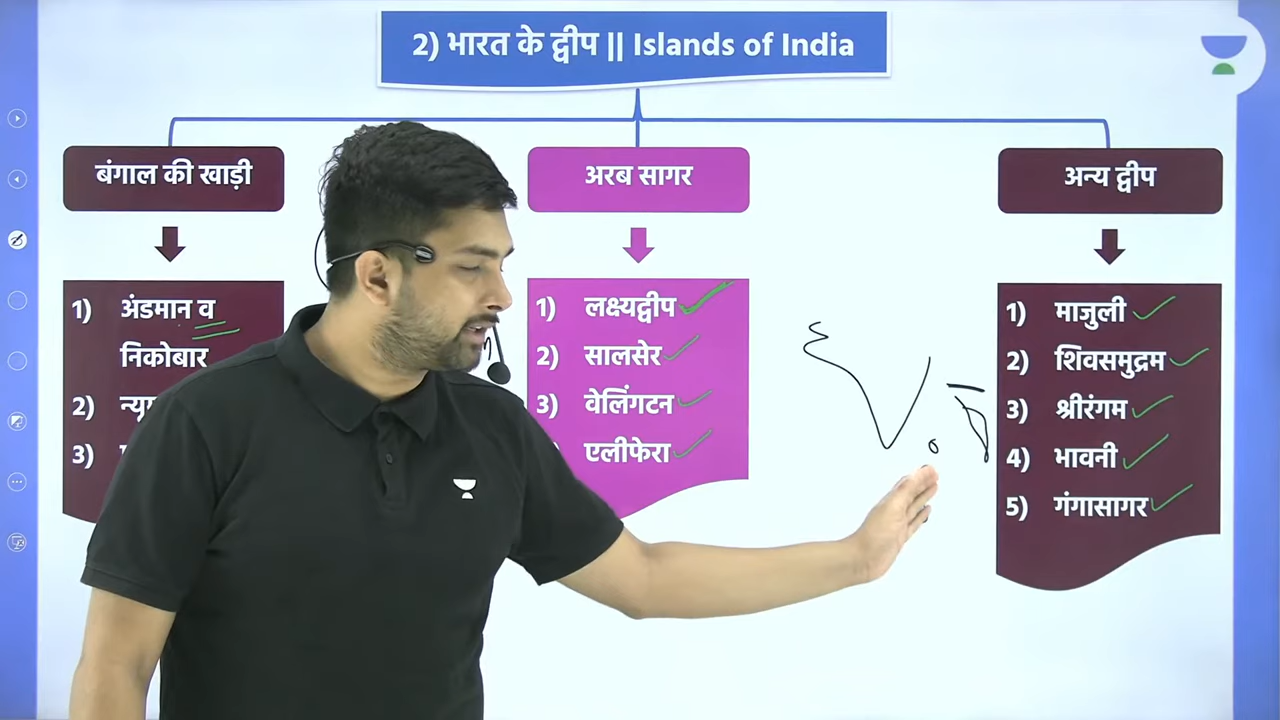 2) भारत के द्वीप || Islands of India
बंगाल की खाड़ी
अरब सागर
अन्य द्वीप
1) अंडमान व
निकोबार
2)
3)
1) लक्ष्यद्वीप
2) सालसेर
3) वेलिंगटन
एलीफेरा
1) माजुली
2) शिवसमुद्रम
3) श्रीरंगम
4) भावनी
5) गंगासागर